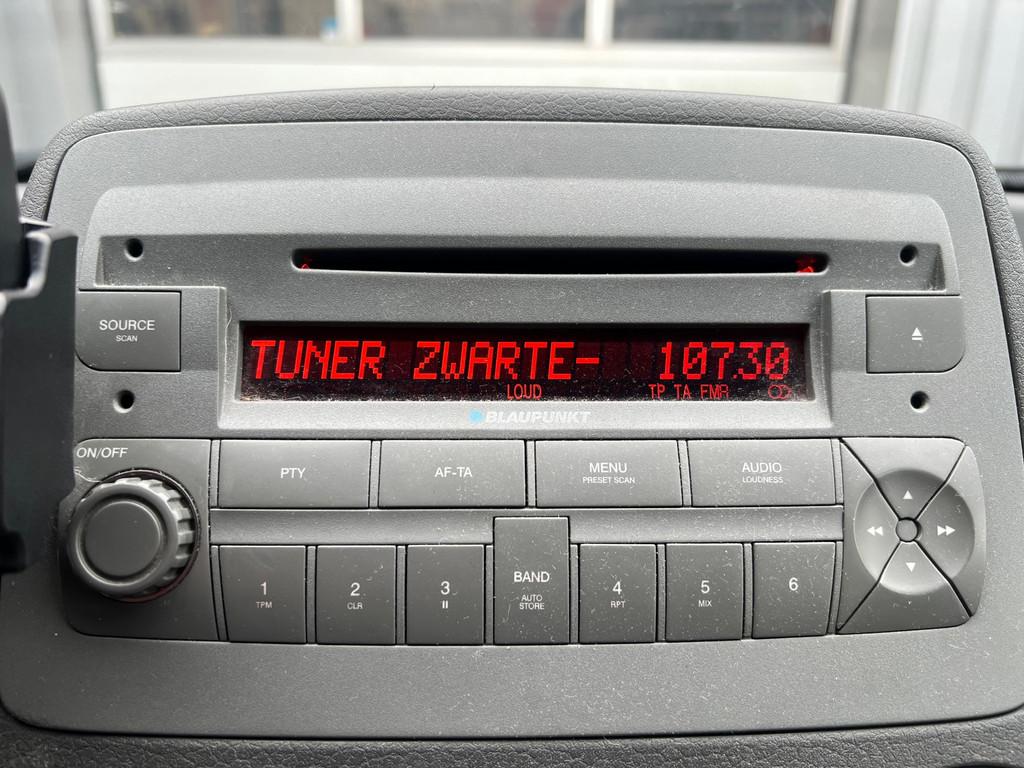 SOURCE
SCAN
TUNER ZWARTE- 107.30
LOUD TP TA FMR
BLAUPUNKT
ON/OFF
PTY
AF-TA
MENU
PRESET SCAN
AUDIO
LOUDNESS
1
TPM
2
CLR
3
BAND
AUTO
STORE
4
RPT
5
MIX
6